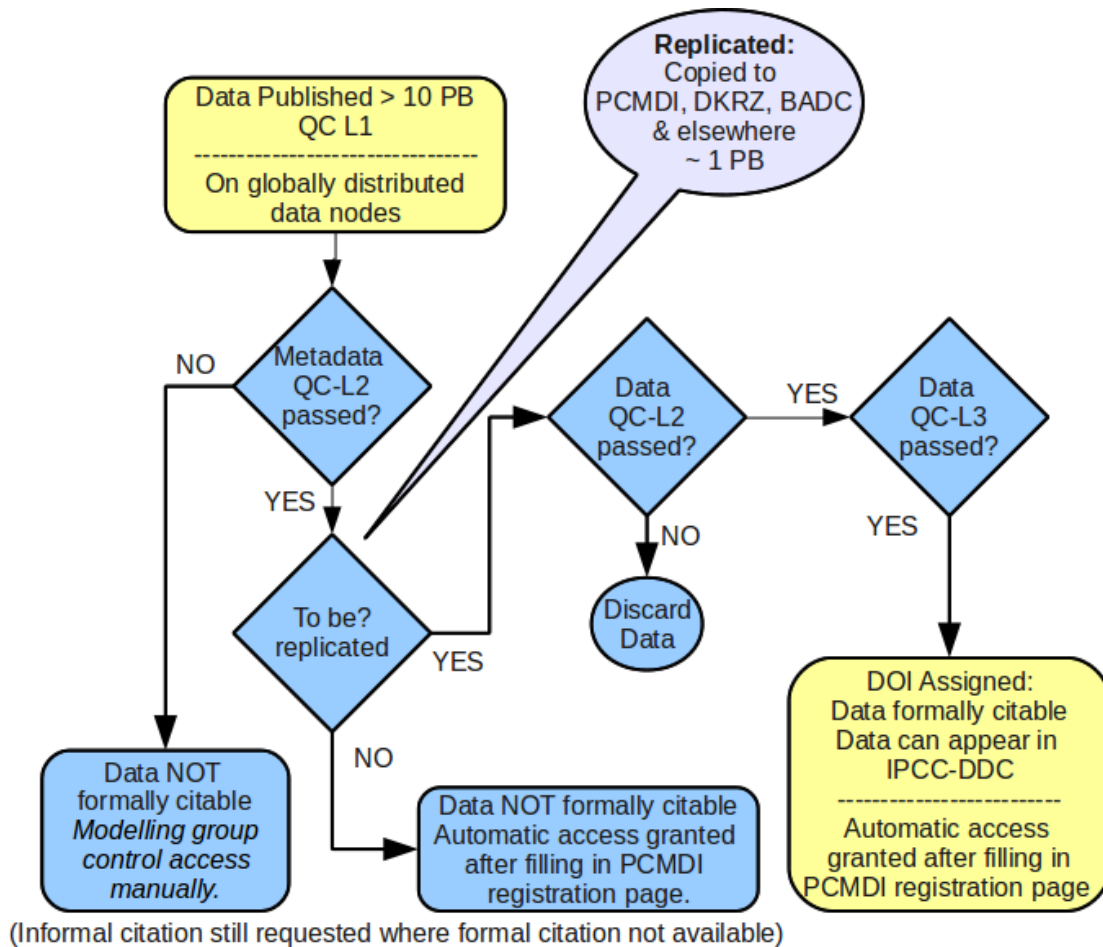 Data Published > 10 PB
QC L1
---------------------------------
On globally distributed
data nodes
Replicated:
Copied to
PCMDI, DKRZ, BADC
& elsewhere
~ 1 PB
NO
Metadata
QC-L2
passed?
YES
To be?
replicated
YES
NO
Data
QC-L2
passed?
YES
NO
Discard
Data
Data
QC-L3
passed?
YES
Data NOT
formally citable
Modelling group
control access
manually.
Data NOT formally citable
Automatic access granted
after filling in PCMDI
registration page.
DOI Assigned:
Data formally citable
Data can appear in
IPCC-DDC
--------------------------
Automatic access
granted after filling in
PCMDI registration page
(Informal citation still requested where formal citation not available)